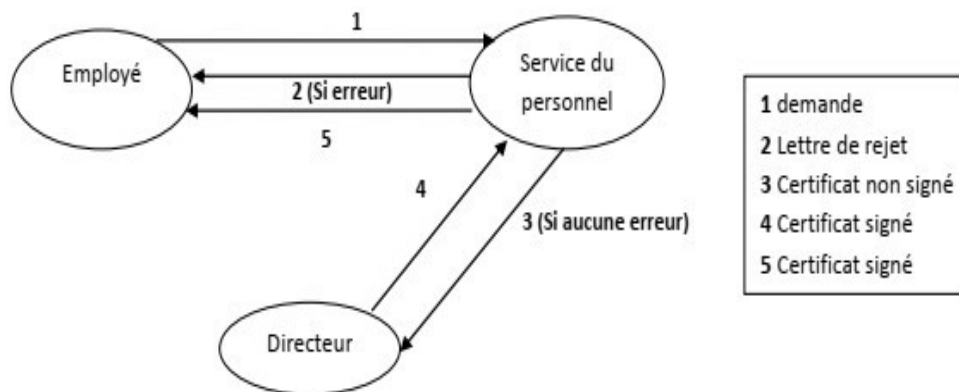 1
Employé
Service du
personnel
2 (Si erreur)
5
4
3 (Si aucune erreur)
Directeur
1 demande
2 Lettre de rejet
3 Certificat non signé
4 Certificat signé
5 Certificat signé